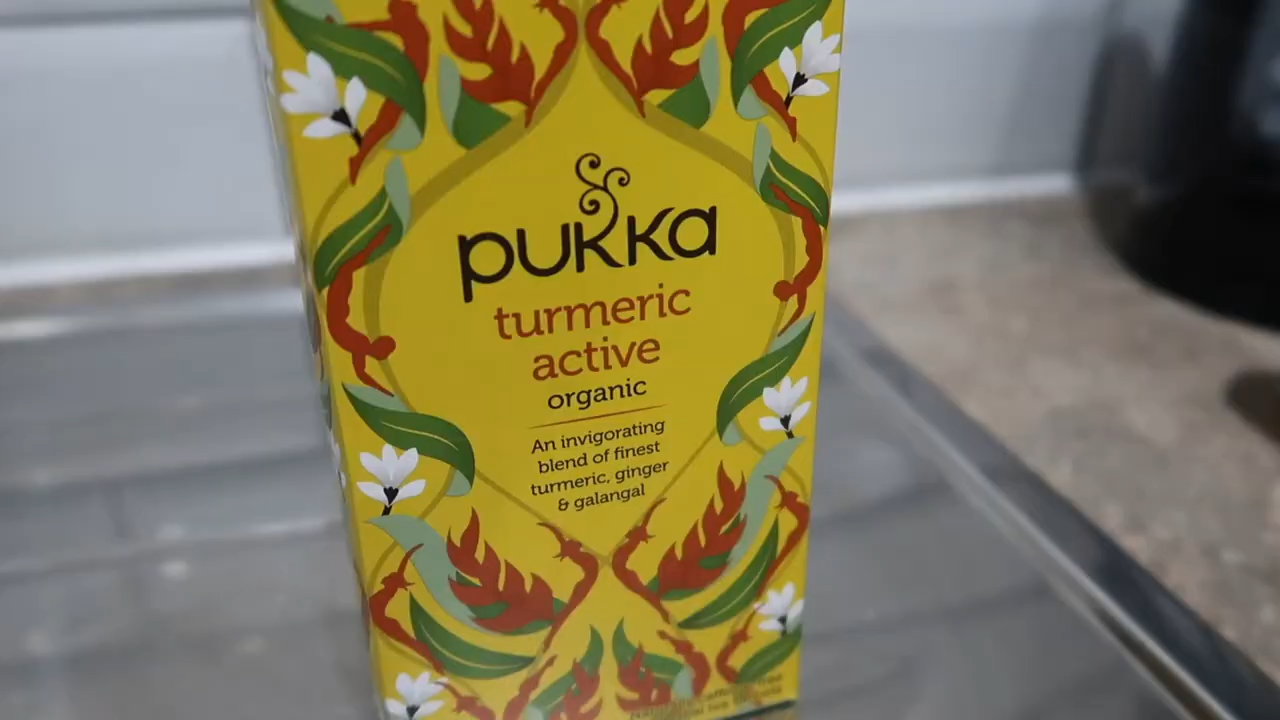 pukka
turmeric
active
organic
An invigorating
blend of finest
turmeric, ginger
& galangal